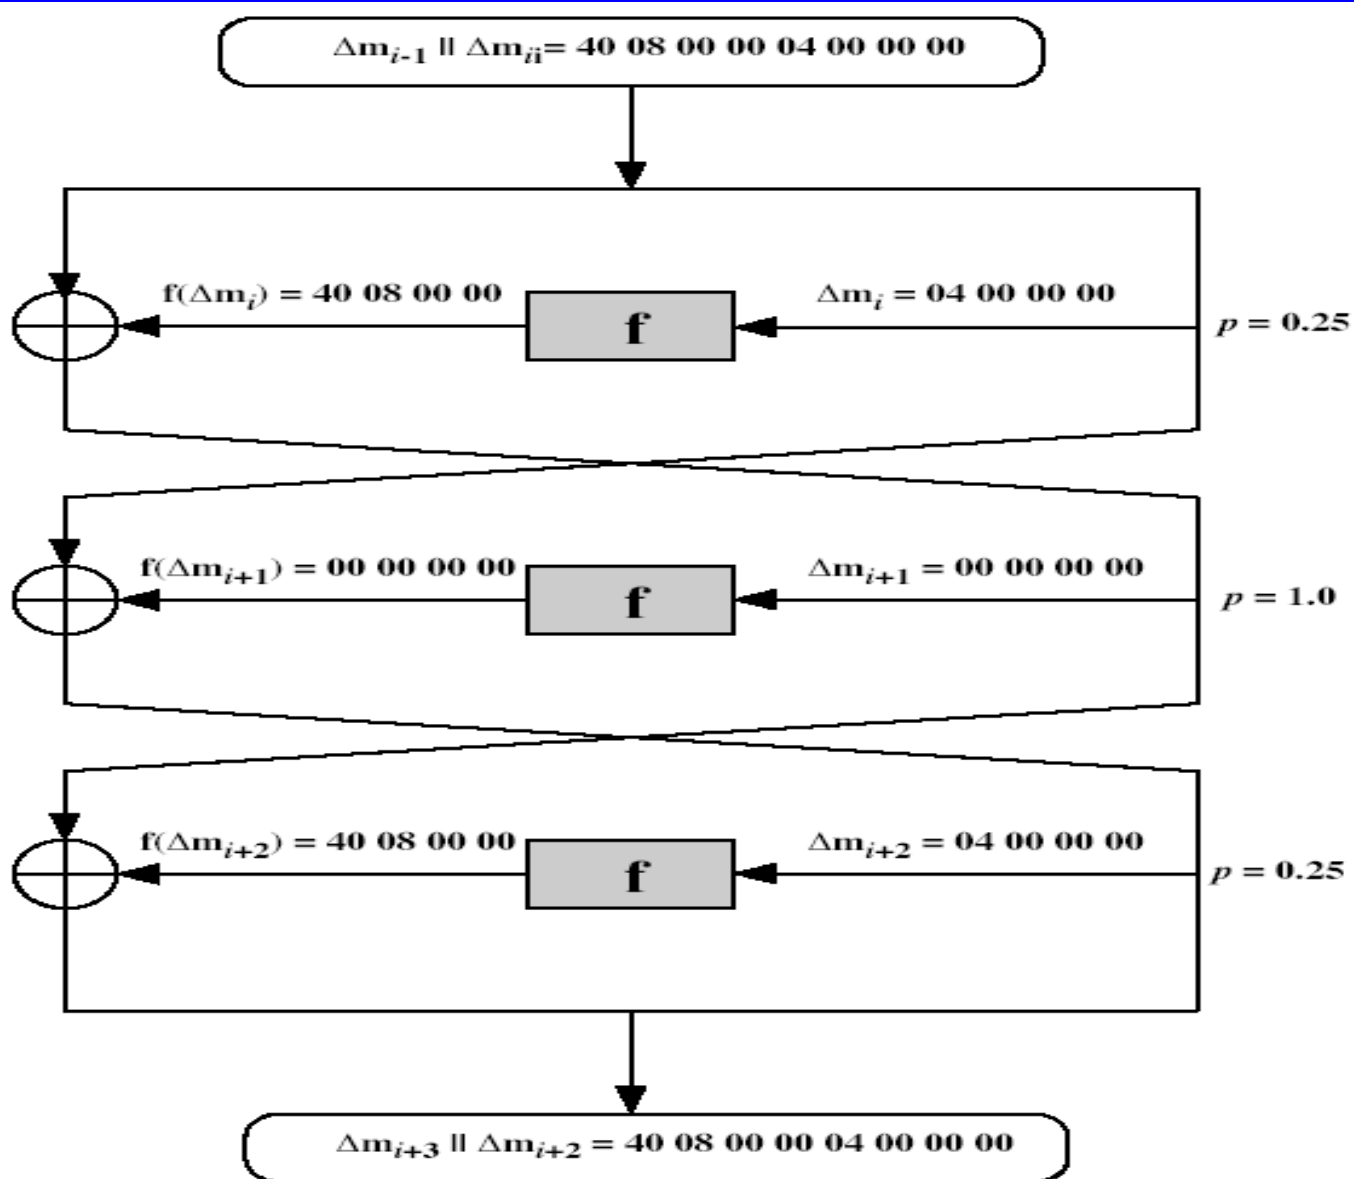 Δm_{i-1} || Δm_{ii}= 40 08 00 00 04 00 00 00
f(Δm_i) = 40 08 00 00
f
Δm_i = 04 00 00 00
p = 0.25
f(Δm_{i+1}) = 00 00 00 00
f
Δm_{i+1} = 00 00 00 00
p = 1.0
f(Δm_{i+2}) = 40 08 00 00
f
Δm_{i+2} = 04 00 00 00
p = 0.25
Δm_{i+3} || Δm_{i+2} = 40 08 00 00 04 00 00 00